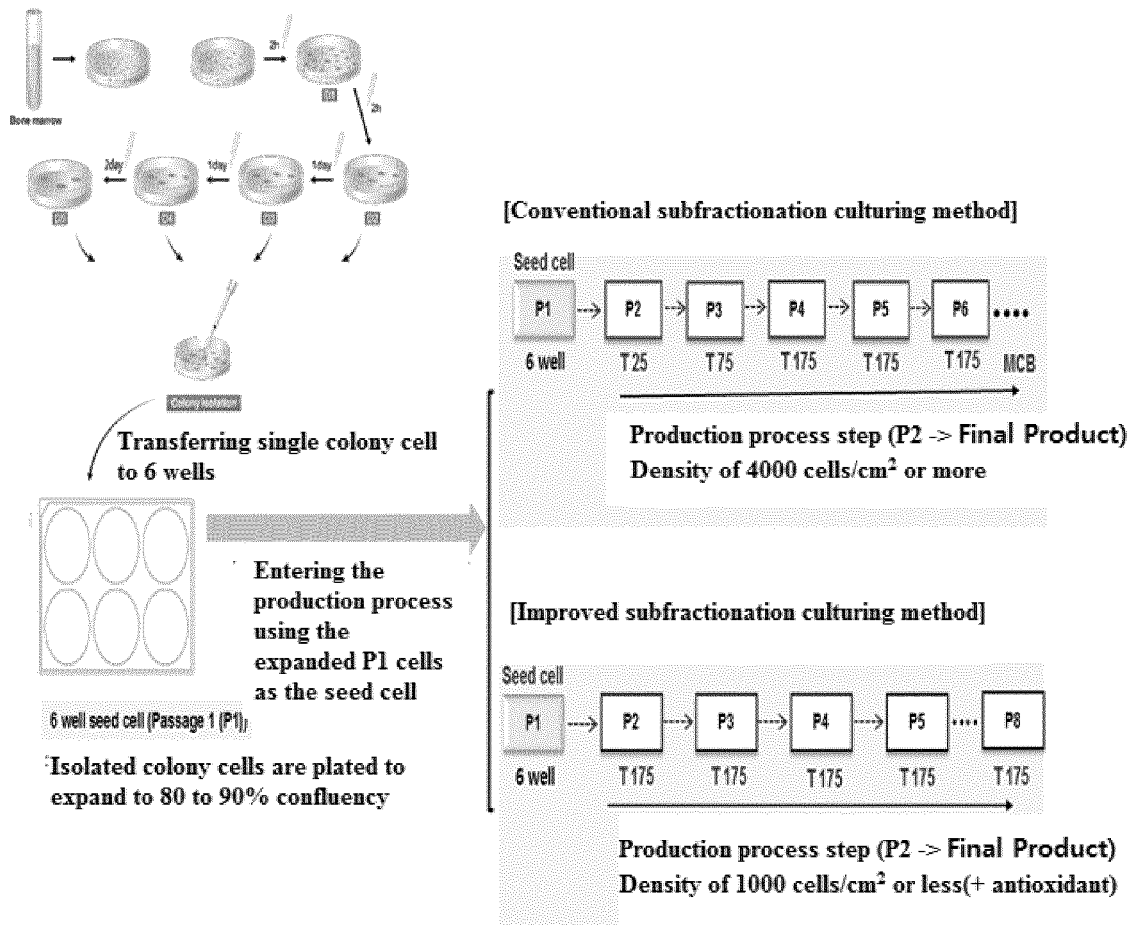 Bone marrow
2h
2h
2day
1day
1day
Colony isolation
Transferring single colony cell
to 6 wells
Entering the
production process
using the
expanded P1 cells
as the seed cell
6 well seed cell (Passage 1 (P1),
Isolated colony cells are plated to
expand to 80 to 90% confluency
[Conventional subfractionation culturing method]
Seed cell
P1 P2 P3 P4 P5 P6 ....
6 well T25 T75 T175 T175 T175 MCB
Production process step (P2 -> Final Product)
Density of 4000 cells/cm² or more
[Improved subfractionation culturing method]
Seed cell
P1 P2 P3 P4 P5 .... P8
6 well T175 T175 T175 T175 T175
Production process step (P2 -> Final Product)
Density of 1000 cells/cm² or less(+ antioxidant)